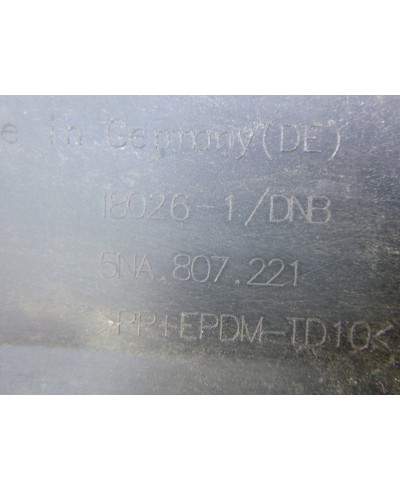 e in Germany(DE)
18026-1/DNB
5NA.807.221
>PP+EPDM-TD10<